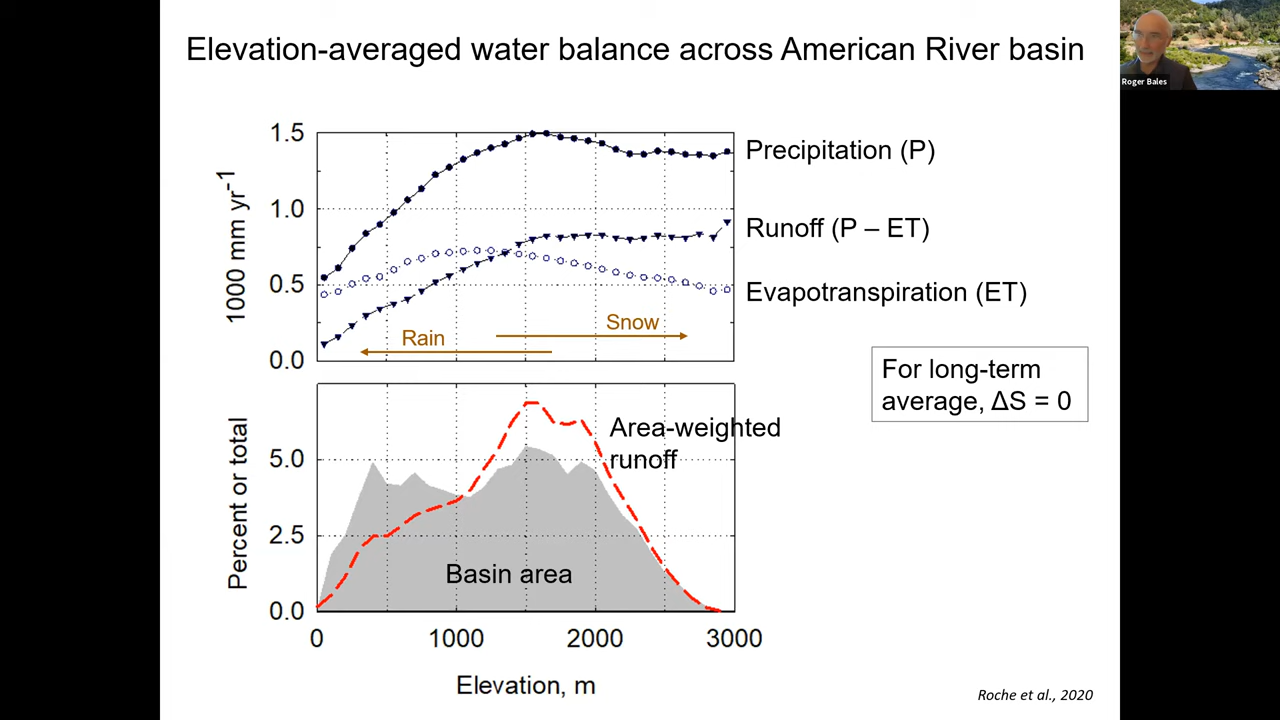 Elevation-averaged water balance across American River basin
Roger Bales
1000 mm yr-1
1.5
1.0
0.5
0.0
Precipitation (P)
Runoff (P – ET)
Evapotranspiration (ET)
Snow
Rain
For long-term
average, ΔS = 0
Percent or total
5.0
2.5
0.0
Area-weighted
runoff
Basin area
0 1000 2000 3000
Elevation, m
Roche et al., 2020